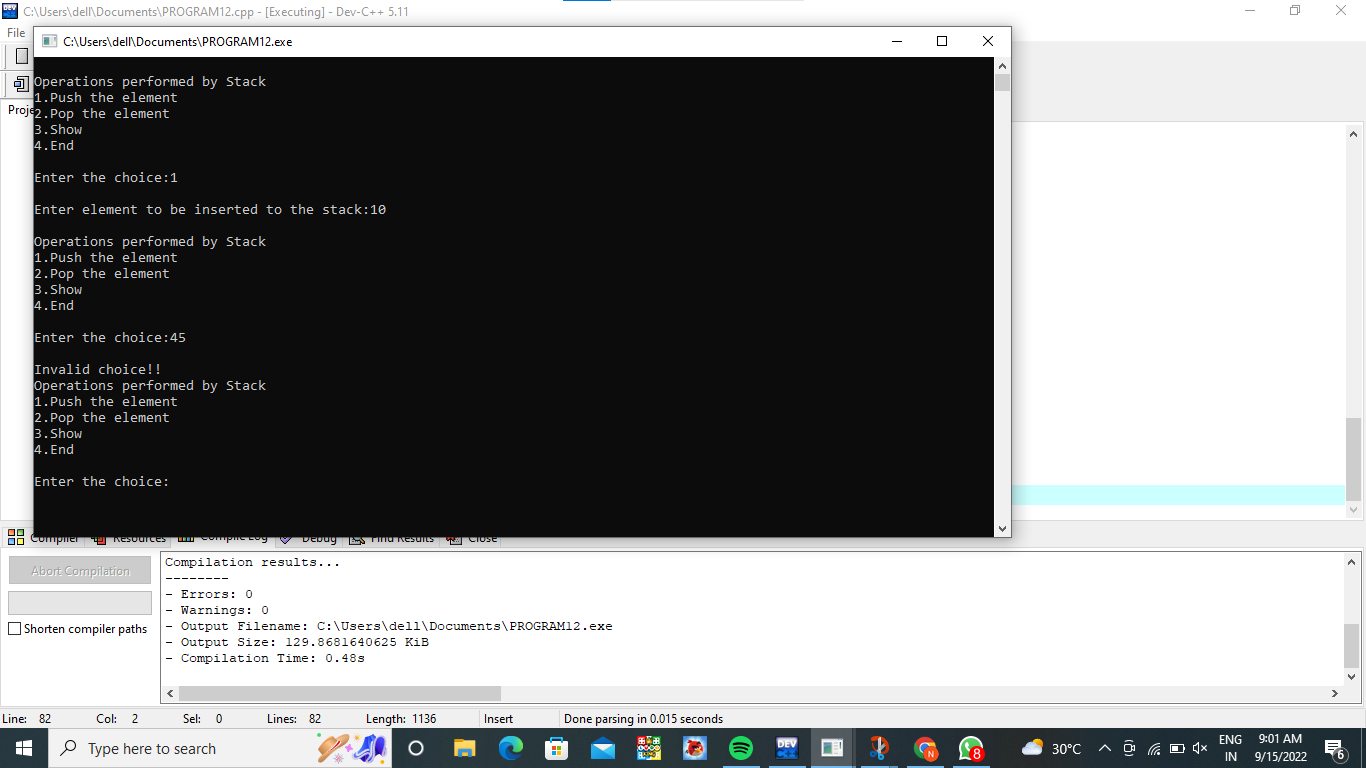 C:\Users\dell\Documents\PROGRAM12.cpp - [Executing] - Dev-C++ 5.11
File
C:\Users\dell\Documents\PROGRAM12.exe
Operations performed by Stack
1.Push the element
2.Pop the element
3.Show
4.End
Enter the choice:1
Enter element to be inserted to the stack:10
Operations performed by Stack
1.Push the element
2.Pop the element
3.Show
4.End
Enter the choice:45
Invalid choice!!
Operations performed by Stack
1.Push the element
2.Pop the element
3.Show
4.End
Enter the choice:
Proje
Compiler Resources Compile Log Debug Find Results Close
Abort Compilation
Shorten compiler paths
Compilation results...
--------
- Errors: 0
- Warnings: 0
- Output Filename: C:\Users\dell\Documents\PROGRAM12.exe
- Output Size: 129.8681640625 KiB
- Compilation Time: 0.48s
Line: 82 Col: 2 Sel: 0 Lines: 82 Length: 1136 Insert Done parsing in 0.015 seconds
Type here to search
DEV
8
30°C
ENG
IN
9:01 AM
9/15/2022
6